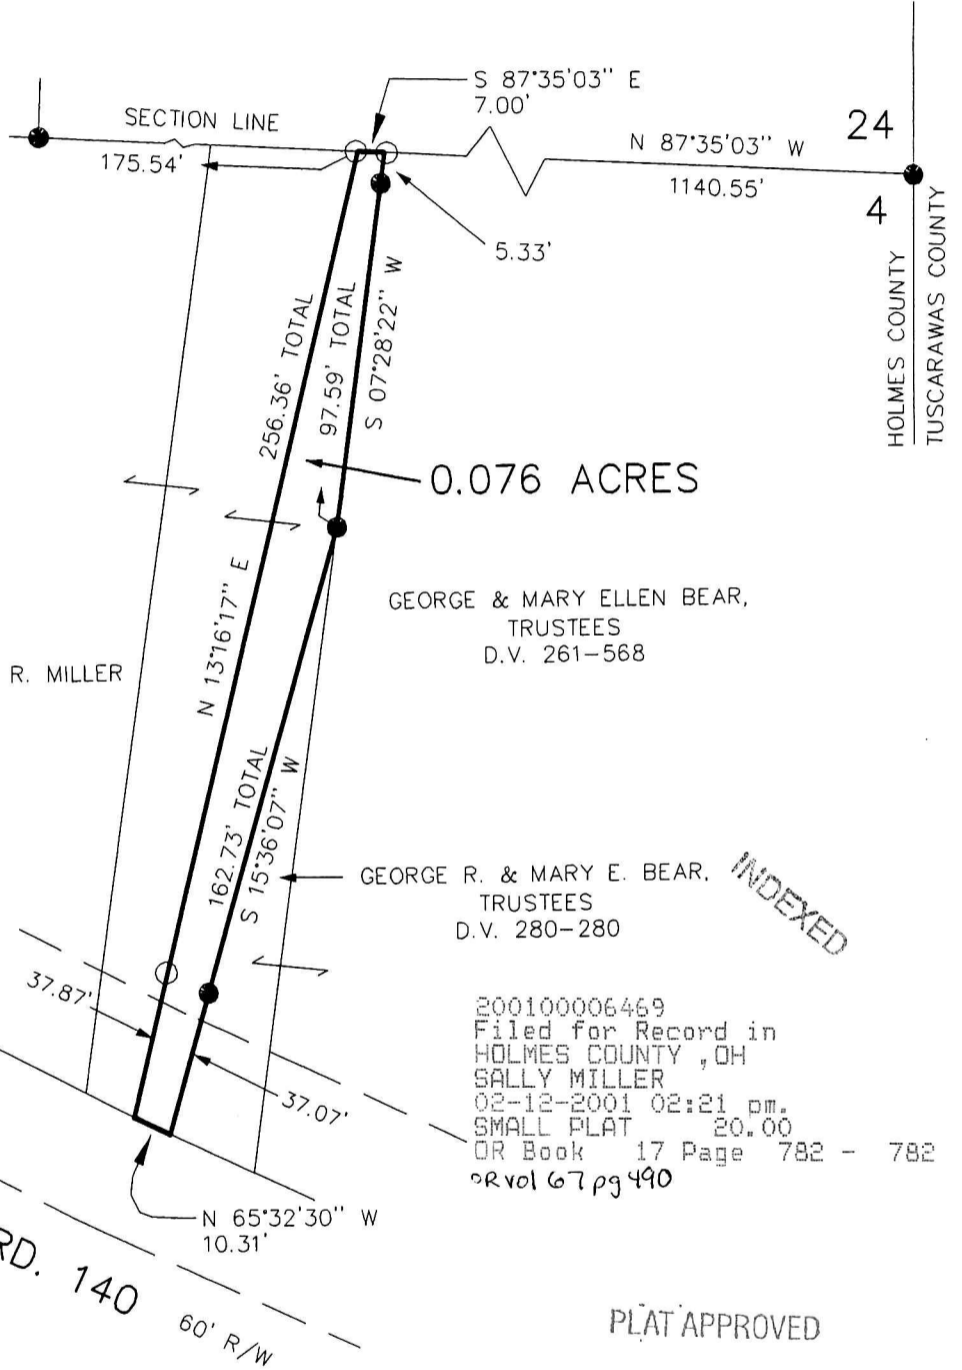 S 87°35'03" E
7.00'
SECTION LINE
175.54'
N 87°35'03" W
1140.55'
24
4
5.33'
HOLMES COUNTY
TUSCARAWAS COUNTY
256.36' TOTAL
97.59' TOTAL
S 07°28'22" W
0.076 ACRES
N 13°16'17" E
GEORGE & MARY ELLEN BEAR,
TRUSTEES
D.V. 261-568
R. MILLER
162.73' TOTAL
S 15°36'07" W
GEORGE R. & MARY E. BEAR,
TRUSTEES
D.V. 280-280
INDEXED
37.87'
37.07'
200100006469
Filed for Record in
HOLMES COUNTY ,OH
SALLY MILLER
02-12-2001 02:21 pm.
SMALL PLAT 20.00
OR Book 17 Page 782 - 782
OR vol 67 pg 490
N 65°32'30" W
10.31'
RD. 140
60' R/W
PLAT APPROVED